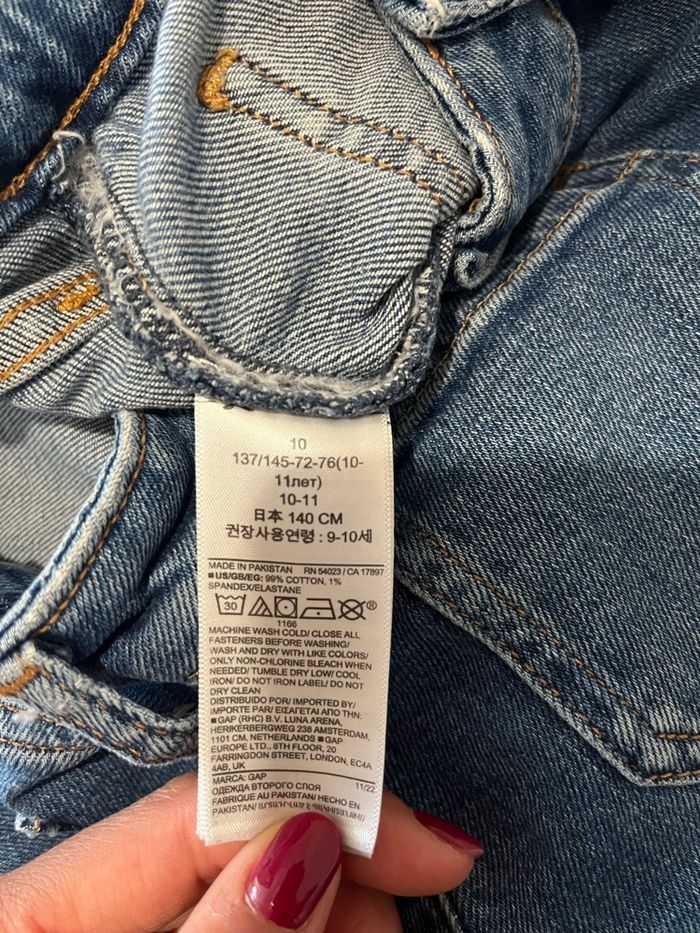 10
137/145-72-76(10-
11лет)
10-11
日本 140 CM
권장사용연령 : 9-10세
MADE IN PAKISTAN RN 54023 / CA 17897
■US/GB/EG: 99% COTTON, 1%
SPANDEX/ELASTANE
30
1166
MACHINE WASH COLD/ CLOSE ALL
FASTENERS BEFORE WASHING/
WASH AND DRY WITH LIKE COLORS/
ONLY NON-CHLORINE BLEACH WHEN
NEEDED/ TUMBLE DRY LOW/ COOL
IRON/ DO NOT IRON LABEL/ DO NOT
DRY CLEAN
DISTRIBUIDO POR/ IMPORTED BY/
IMPORTE PAR/ ΕΙΣΑΓΕΤΑΙ ΑΠΟ ΤΗΝ:
■GAP (RHC) B.V. LUNA ARENA,
HERIKERBERGWEG 238 AMSTERDAM,
1101 CM, NETHERLANDS ■GAP
EUROPE LTD., 6TH FLOOR, 20
FARRINGDON STREET, LONDON, EC4A
4AB, UK
MARCA: GAP 11/22
ОДЕЖДА ВТОРОГО СЛОЯ
FABRIQUE AU PAKISTAN/ HECHO EN
PAKISTAN/